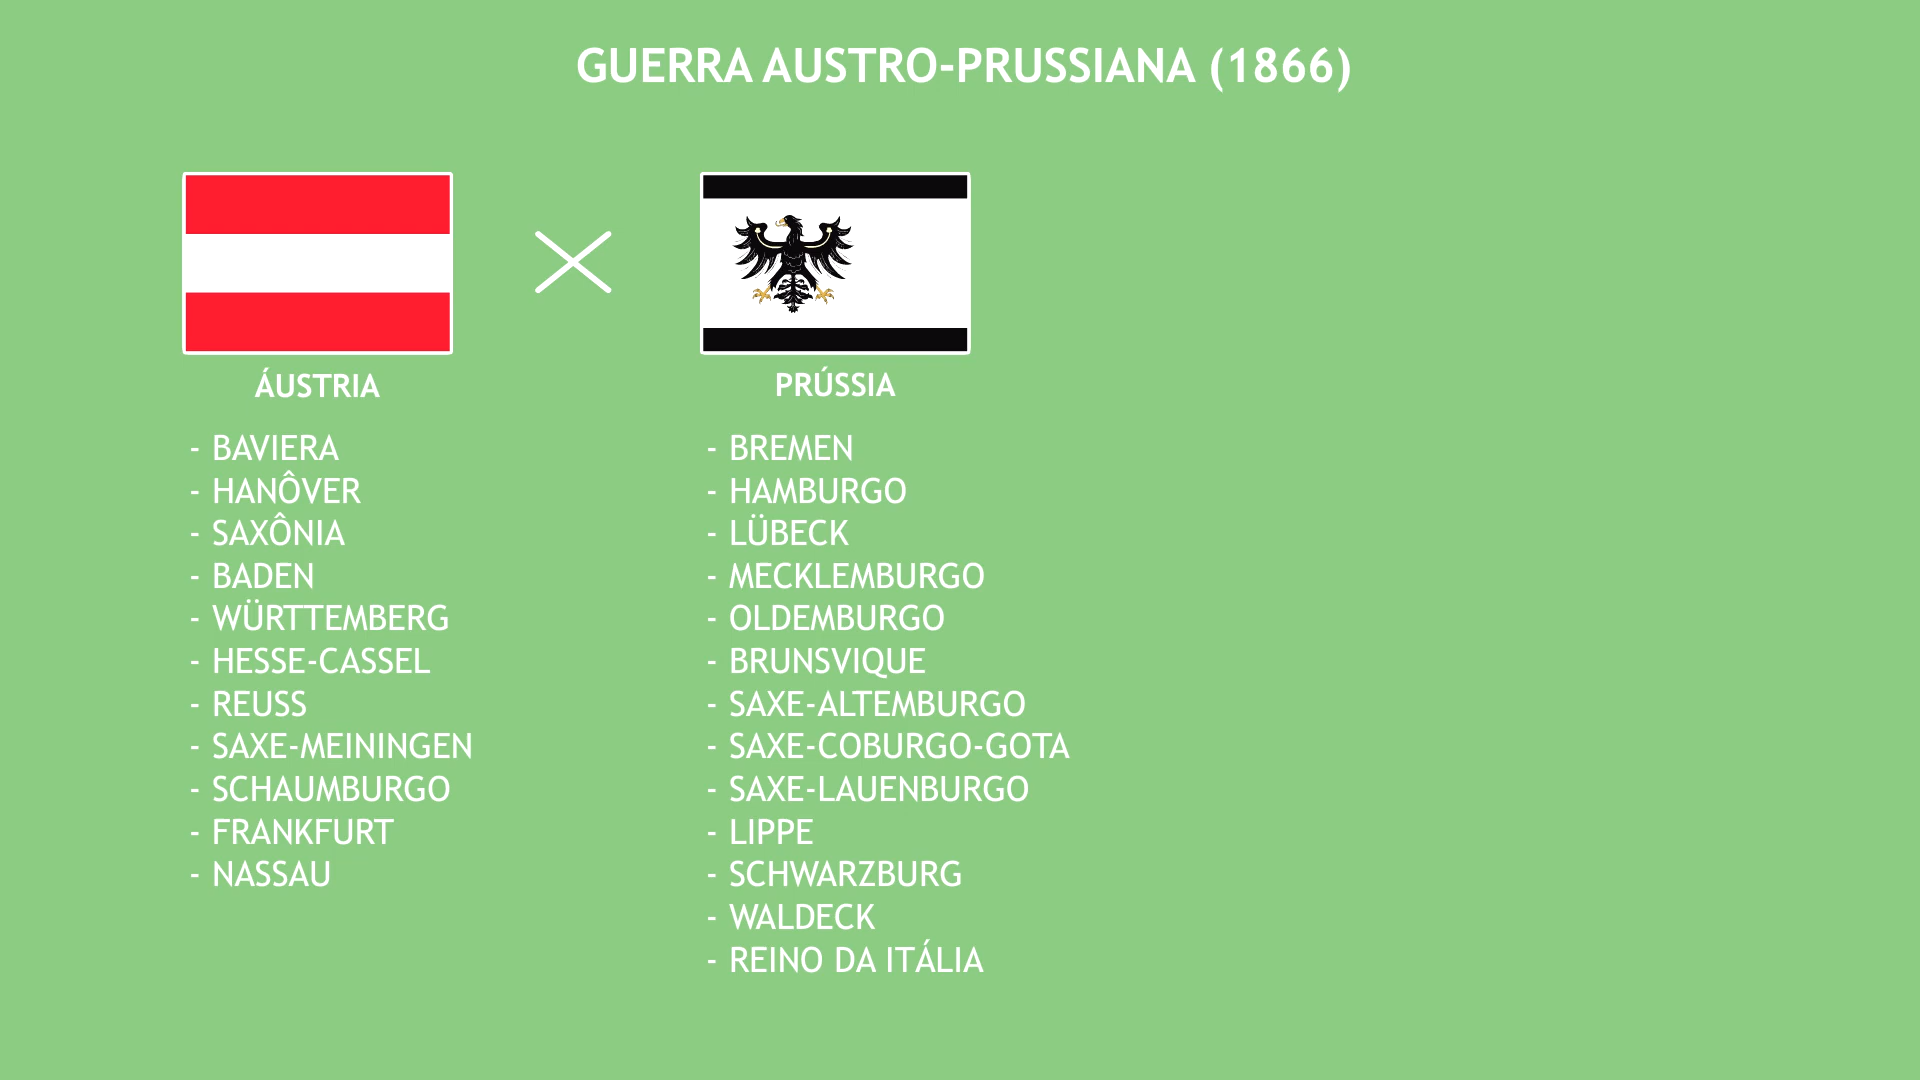 GUERRA AUSTRO-PRUSSIANA (1866)
ÁUSTRIA
- BAVIERA
- HANÔVER
- SAXÔNIA
- BADEN
- WÜRTTEMBERG
- HESSE-CASSEL
- REUSS
- SAXE-MEININGEN
- SCHAUMBURGO
- FRANKFURT
- NASSAU
PRÚSSIA
- BREMEN
- HAMBURGO
- LÜBECK
- MECKLEMBURGO
- OLDEMBURGO
- BRUNSVIQUE
- SAXE-ALTEMBURGO
- SAXE-COBURGO-GOTA
- SAXE-LAUENBURGO
- LIPPE
- SCHWARZBURG
- WALDECK
- REINO DA ITÁLIA